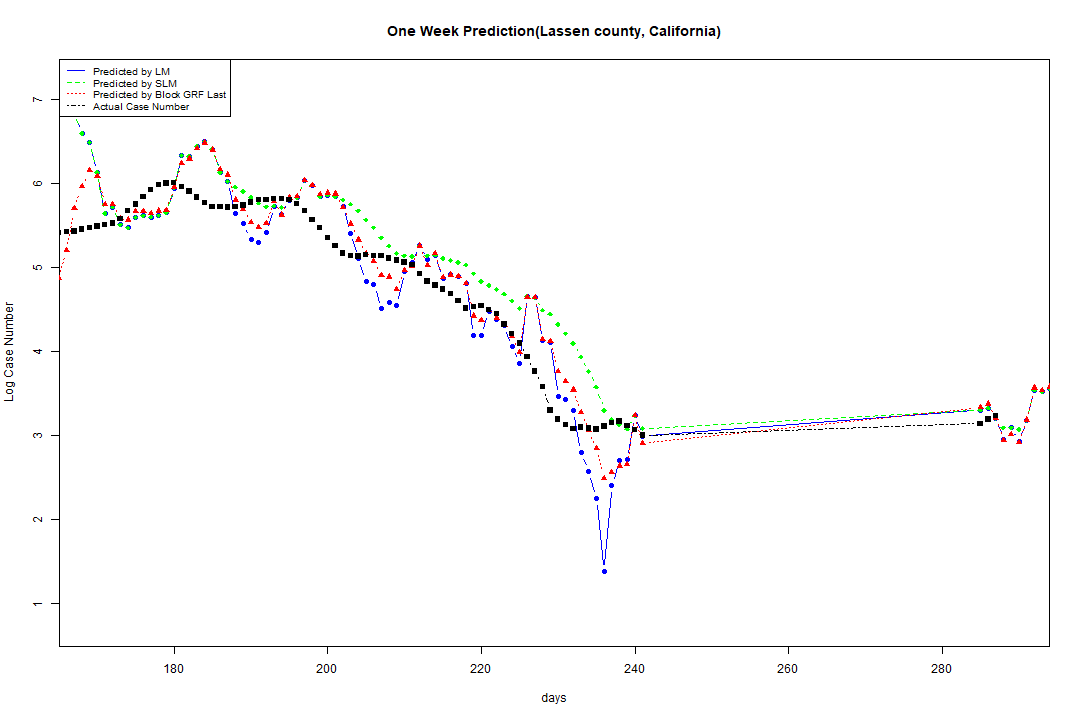 One Week Prediction(Lassen county, California)
Predicted by LM
Predicted by SLM
Predicted by Block GRF Last
Actual Case Number
7
6
5
4
3
2
1
Log Case Number
180 200 220 240 260 280
days